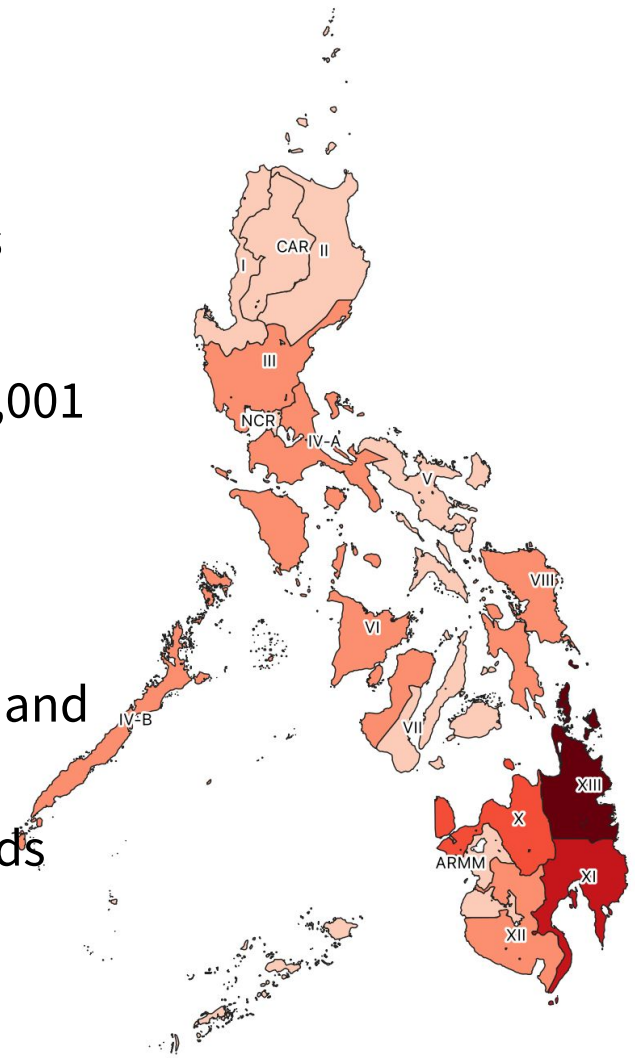 s
CAR II
I
III
,001
NCR
IV-A
V
VIII
VI
and
IV-B
VII
XIII
X
ds
ARMM
XI
XII